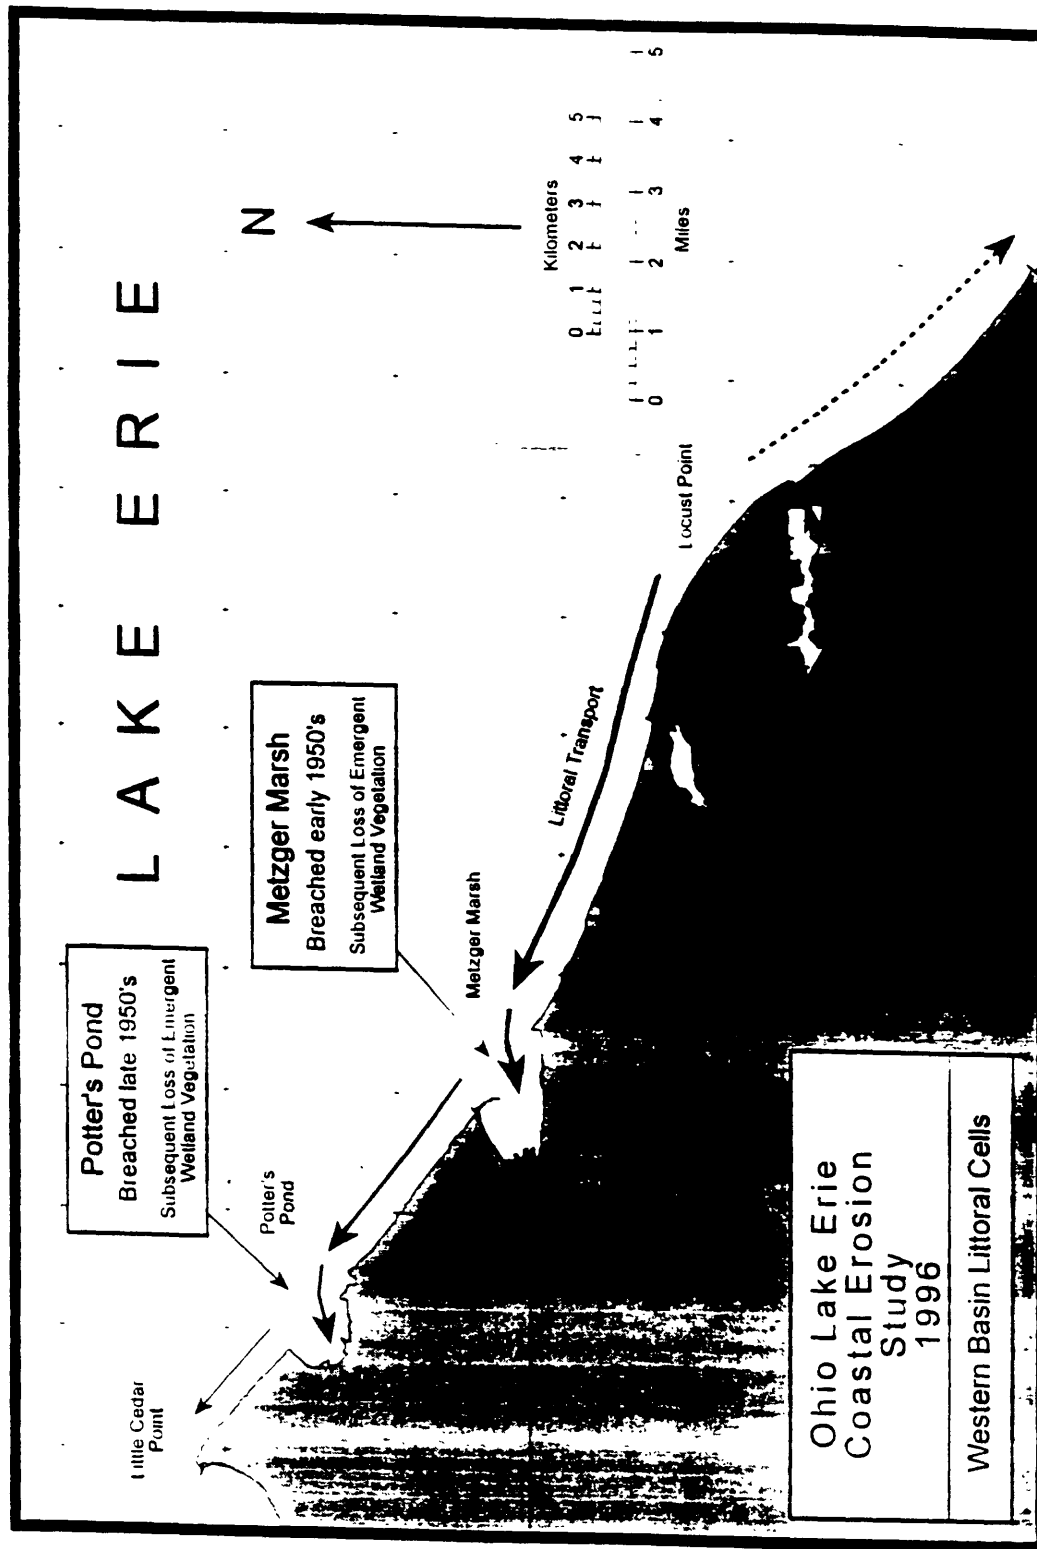 LAKE ERIE
N
Potter's Pond
Breached late 1950's
Subsequent Loss of Emergent
Wetland Vegetation
Metzger Marsh
Breached early 1950's
Subsequent Loss of Emergent
Wetland Vegetation
Little Cedar
Point
Potter's
Pond
Metzger Marsh
Littoral Transport
Locust Point
Kilometers
0 1 2 3 4 5
0 1 2 3 4 5
Miles
Ohio Lake Erie
Coastal Erosion
Study
1996
Western Basin Littoral Cells